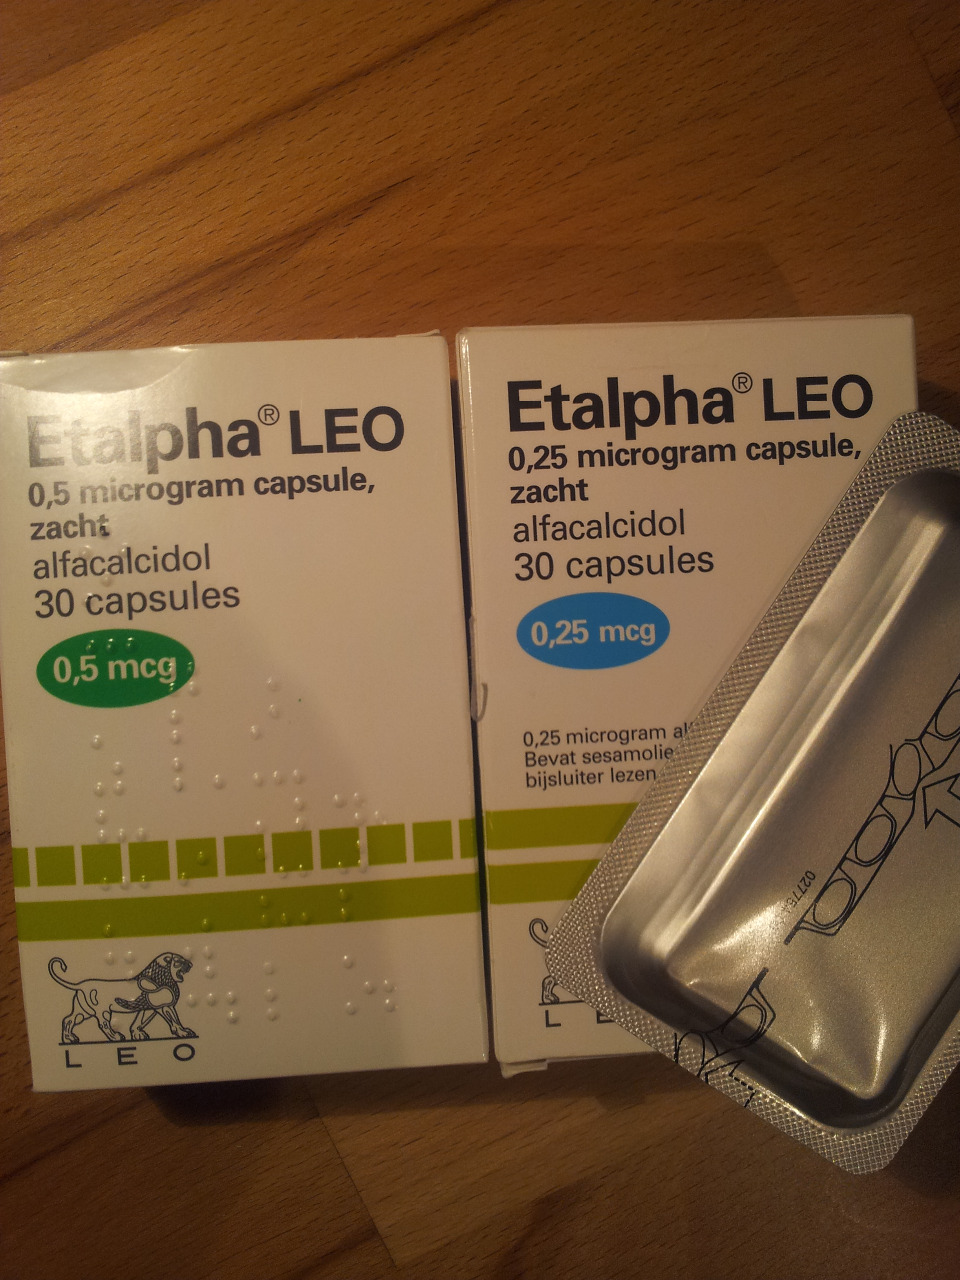 Etalpha® LEO
0,5 microgram capsule,
zacht
alfacalcidol
30 capsules
0,5 mcg
LEO
Etalpha® LEO
0,25 microgram capsule,
zacht
alfacalcidol
30 capsules
0,25 mcg
0,25 microgram
Bevat sesamolie
bijsluiter lezen